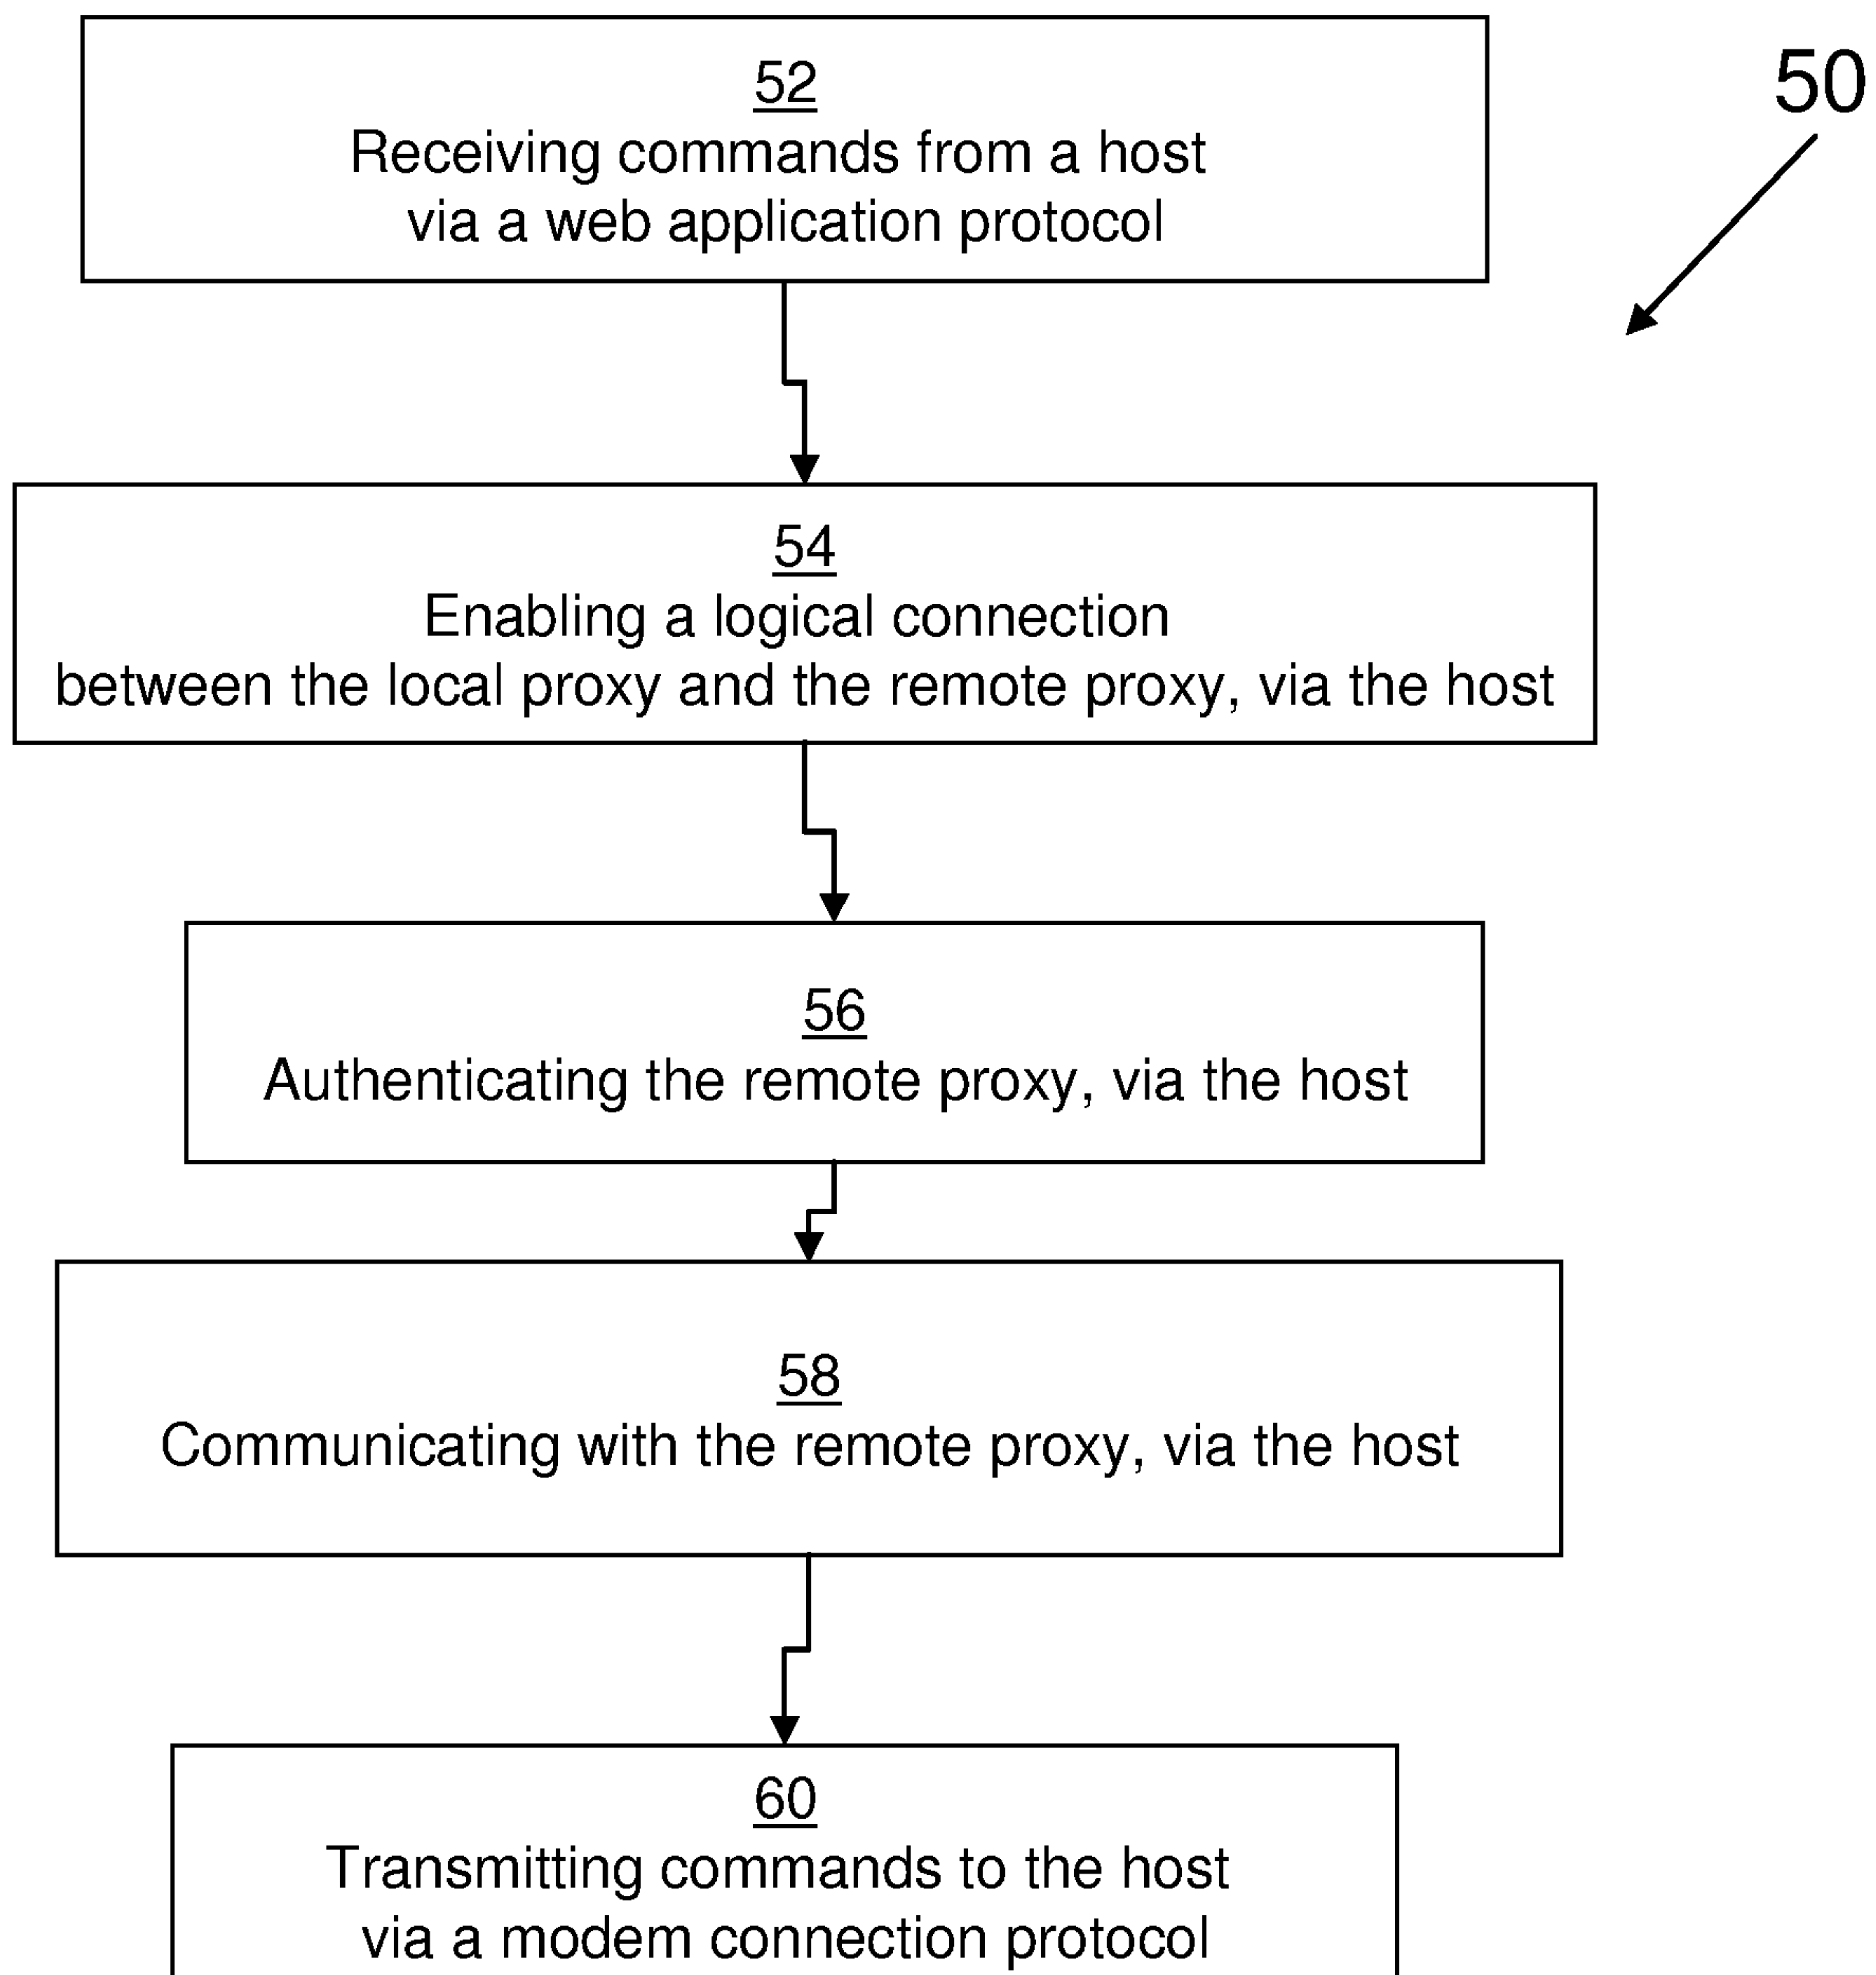 52
Receiving commands from a host
via a web application protocol
50
54
Enabling a logical connection
between the local proxy and the remote proxy, via the host
56
Authenticating the remote proxy, via the host
58
Communicating with the remote proxy, via the host
60
Transmitting commands to the host
via a modem connection protocol